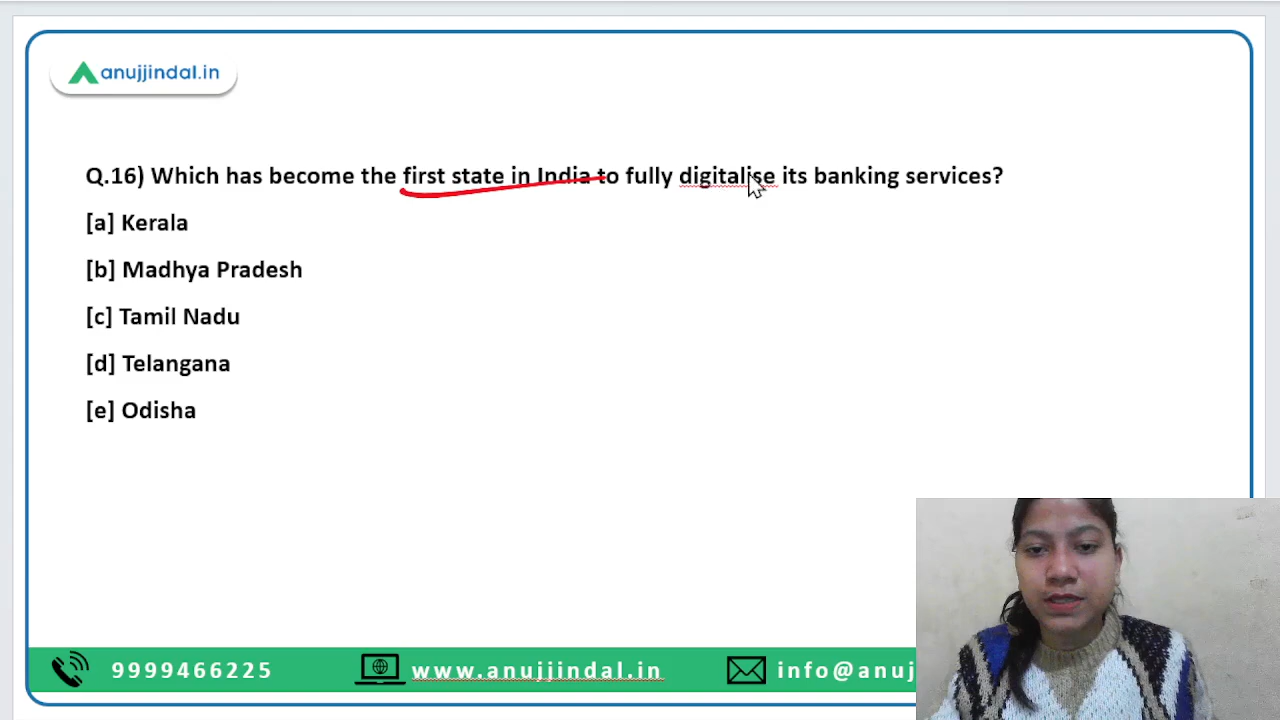 anujjindal.in
Q.16) Which has become the first state in India to fully digitalise its banking services?
[a] Kerala
[b] Madhya Pradesh
[c] Tamil Nadu
[d] Telangana
[e] Odisha
9999466225 www.anujjindal.in info@anuj